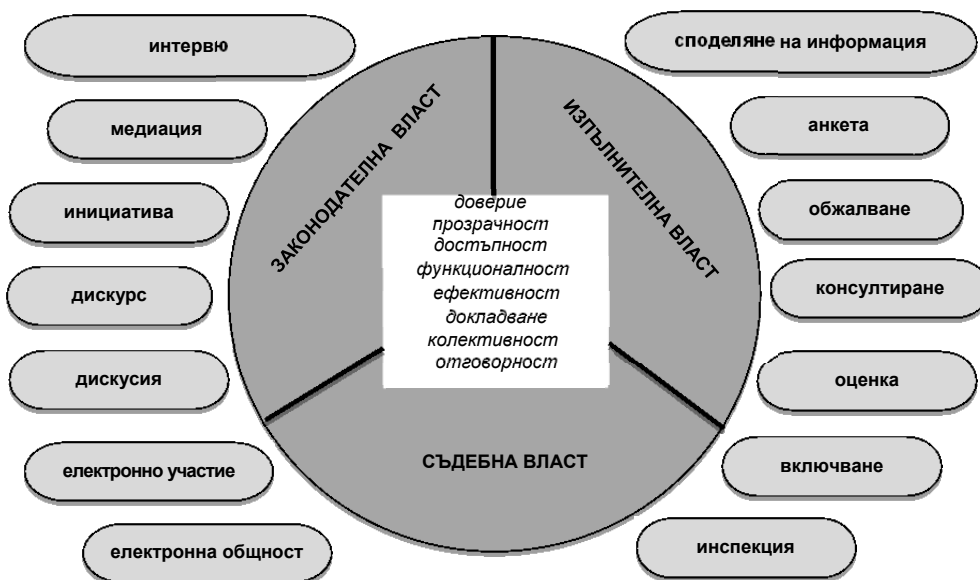 интервю
медиация
инициатива
дискурс
дискусия
електронно участие
електронна общност
ЗАКОНОДАТЕЛНА ВЛАСТ
ИЗПЪЛНИТЕЛНА ВЛАСТ
доверие
прозрачност
достъпност
функционалност
ефективност
докладване
колективност
отговорност
СЪДЕБНА ВЛАСТ
споделяне на информация
анкета
обжалване
консултиране
оценка
включване
инспекция